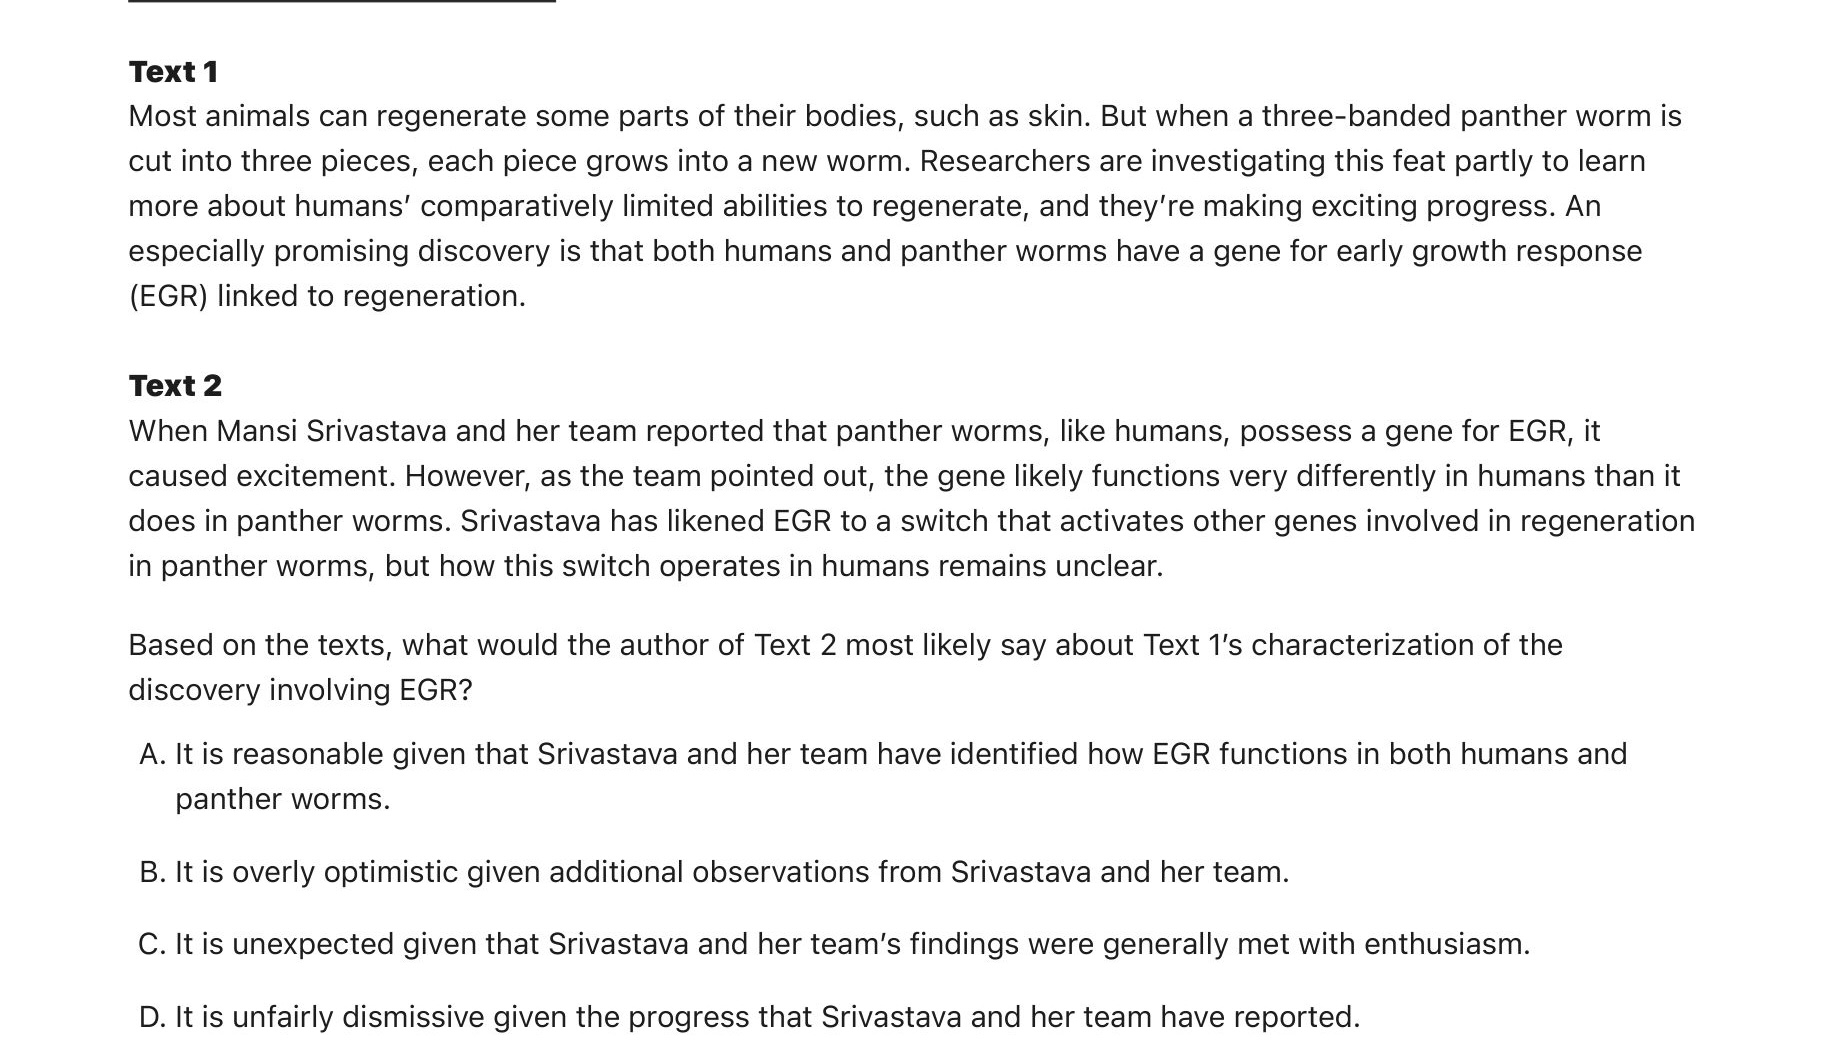 Text 1
Most animals can regenerate some parts of their bodies, such as skin. But when a three-banded panther worm is
cut into three pieces, each piece grows into a new worm. Researchers are investigating this feat partly to learn
more about humans’ comparatively limited abilities to regenerate, and they’re making exciting progress. An
especially promising discovery is that both humans and panther worms have a gene for early growth response
(EGR) linked to regeneration.
Text 2
When Mansi Srivastava and her team reported that panther worms, like humans, possess a gene for EGR, it
caused excitement. However, as the team pointed out, the gene likely functions very differently in humans than it
does in panther worms. Srivastava has likened EGR to a switch that activates other genes involved in regeneration
in panther worms, but how this switch operates in humans remains unclear.
Based on the texts, what would the author of Text 2 most likely say about Text 1’s characterization of the
discovery involving EGR?
A. It is reasonable given that Srivastava and her team have identified how EGR functions in both humans and
panther worms.
B. It is overly optimistic given additional observations from Srivastava and her team.
C. It is unexpected given that Srivastava and her team’s findings were generally met with enthusiasm.
D. It is unfairly dismissive given the progress that Srivastava and her team have reported.